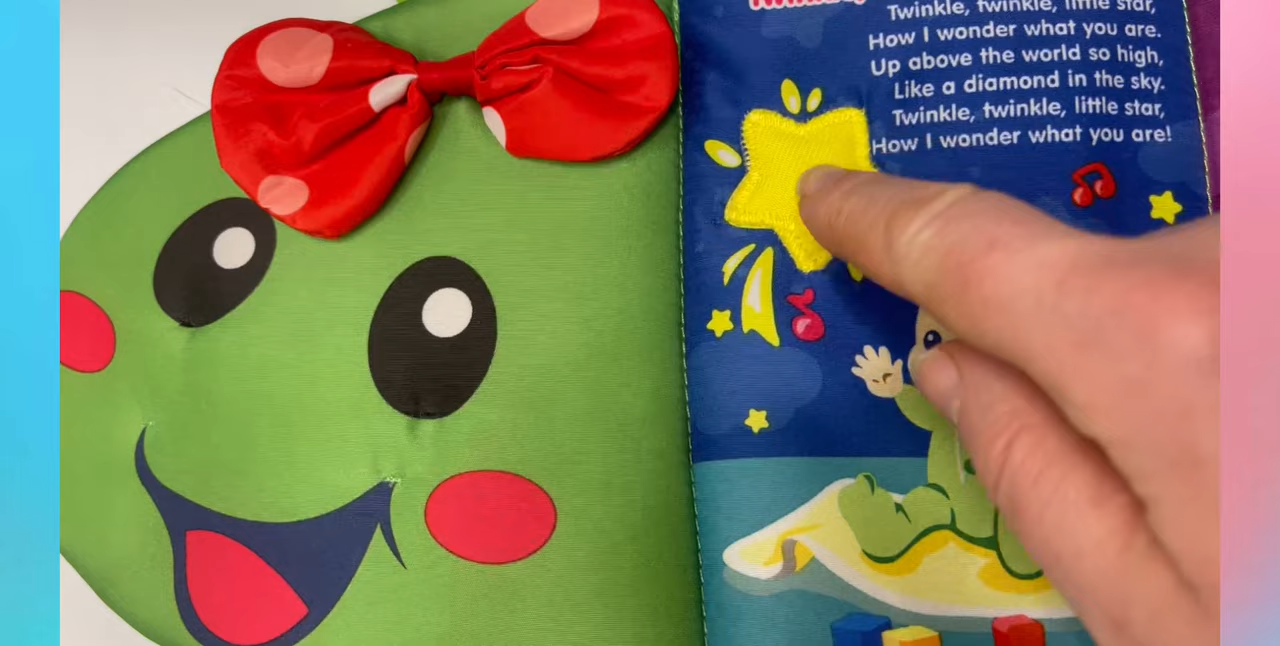 Twinkle, twinkle, little star,
How I wonder what you are.
Up above the world so high,
Like a diamond in the sky.
Twinkle, twinkle, little star,
How I wonder what you are!